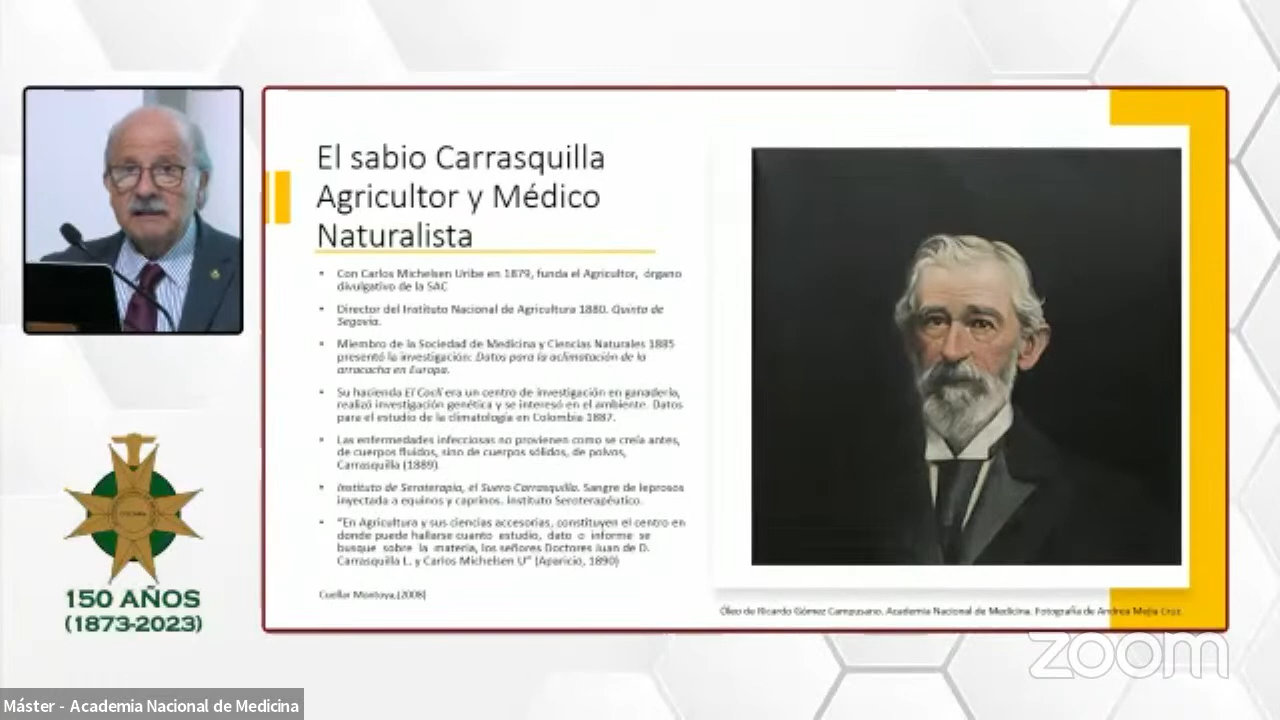 El sabio Carrasquilla
Agricultor y Médico
Naturalista
• Con Carlos Michelsen Uribe en 1879, funda el Agricultor, órgano
divulgativo de la SAC
• Director del Instituto Nacional de Agricultura 1880. Quinta de
Segovia.
• Miembro de la Sociedad de Medicina y Ciencias Naturales 1885
presentó la investigación: Datos para la aclimatación de la
arracacha en Europa.
• Su hacienda El era un centro de investigación en ganadería,
realizó investigación genética y se interesó en el ambiente. Datos
para el estudio de la climatología en Colombia 1887.
• Las enfermedades infecciosas no provienen como se creía antes,
de cuerpos fluidos, sino de cuerpos sólidos, de polvos,
Carrasquilla (1889)
• Instituto de Seroterapia, el Suero Carrasquilla. Sangre de leprosos
inyectada a equinos y caprinos. Instituto Seroterapéutico.
• "En Agricultura y sus ciencias accesorias, constituyen el centro en
donde puede hallarse cuanto estudio, dato o informe se
busque sobre la materia, los señores Doctores Juan de D.
Carrasquilla L. y Carlos Michelsen U" (Aparicio, 1890)
Cuellar Montoya,(2008)
Óleo de Ricardo Gómez Campuzano. Academia Nacional de Medicina. Fotografía de Andrea Mejía Cruz.
150 AÑOS
(1873-2023)
zoom
Máster - Academia Nacional de Medicina